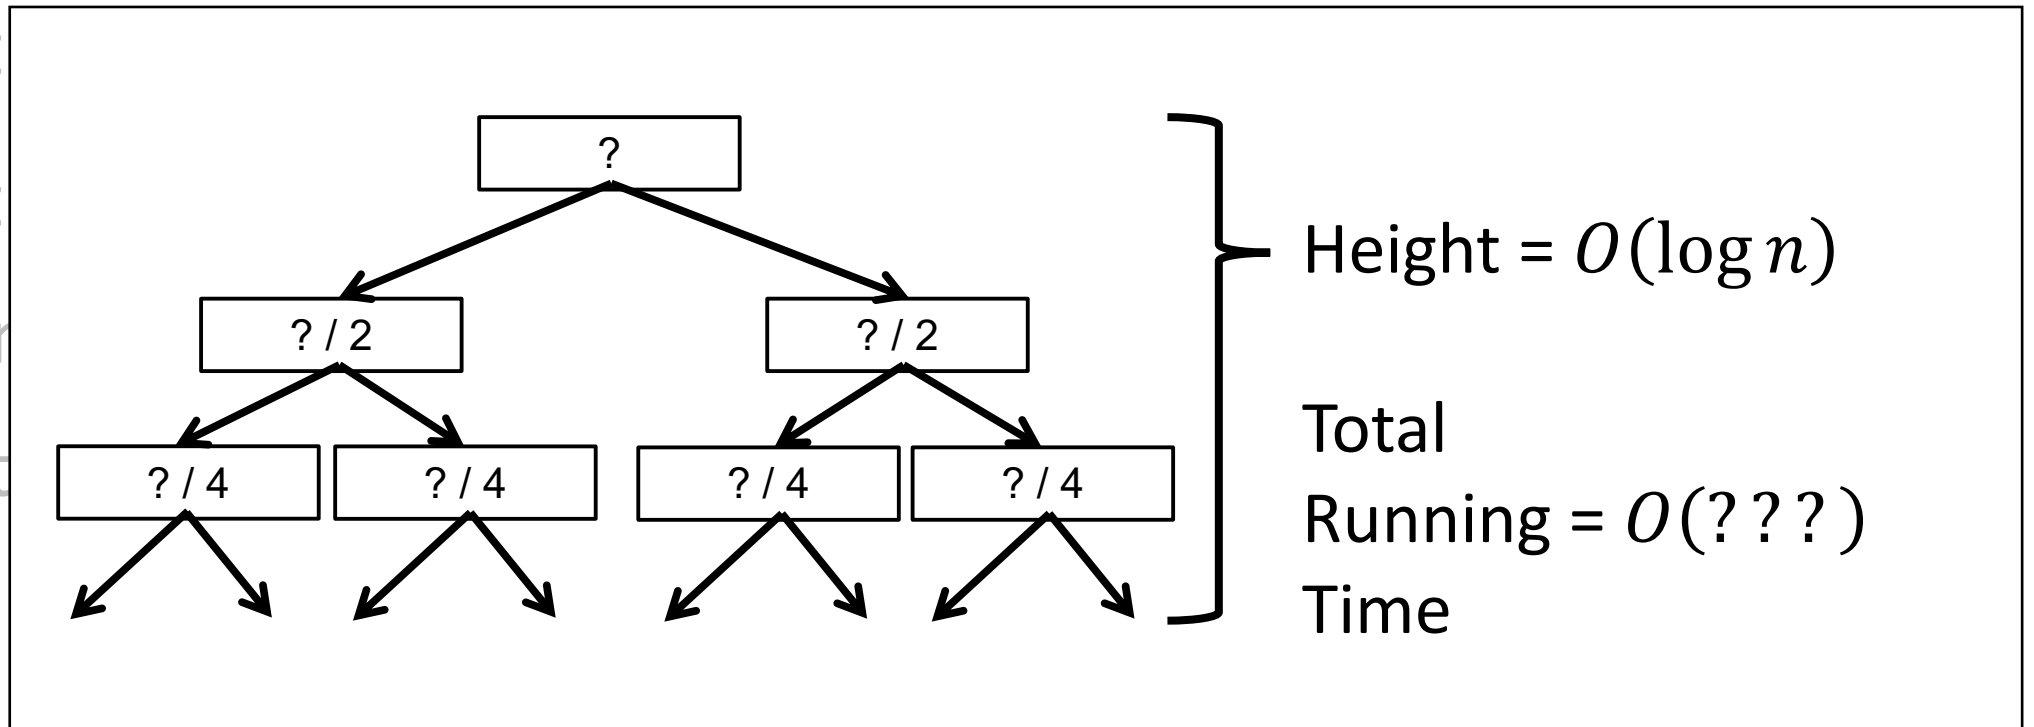 ?
? / 2
? / 2
? / 4
? / 4
? / 4
? / 4
Height = O(log n)
Total
Running = O(? ? ?)
Time